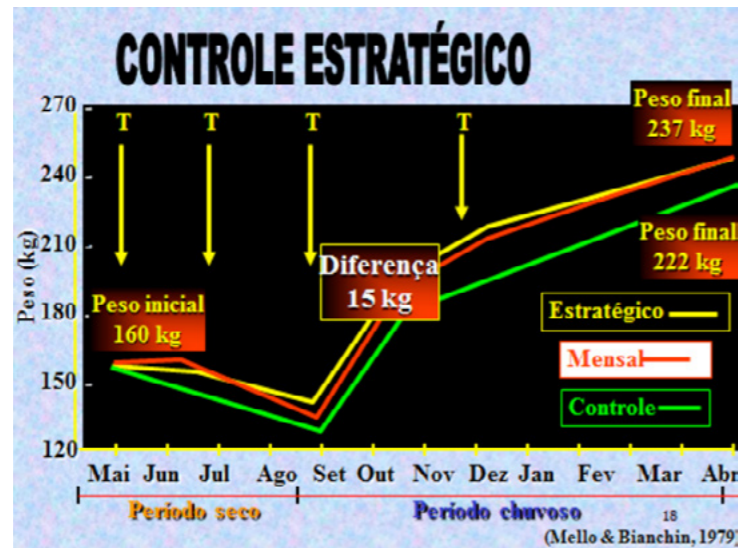 CONTROLE ESTRATÉGICO
270
240
210
180
150
120
Peso (kg)
T T T T
Peso final
237 kg
Peso final
222 kg
Diferença
15 kg
Peso inicial
160 kg
Estratégico
Mensal
Controle
Mai Jun Jul Ago Set Out Nov Dez Jan Fev Mar Abr
Período seco Período chuvoso
18
(Mello & Bianchin, 1979)